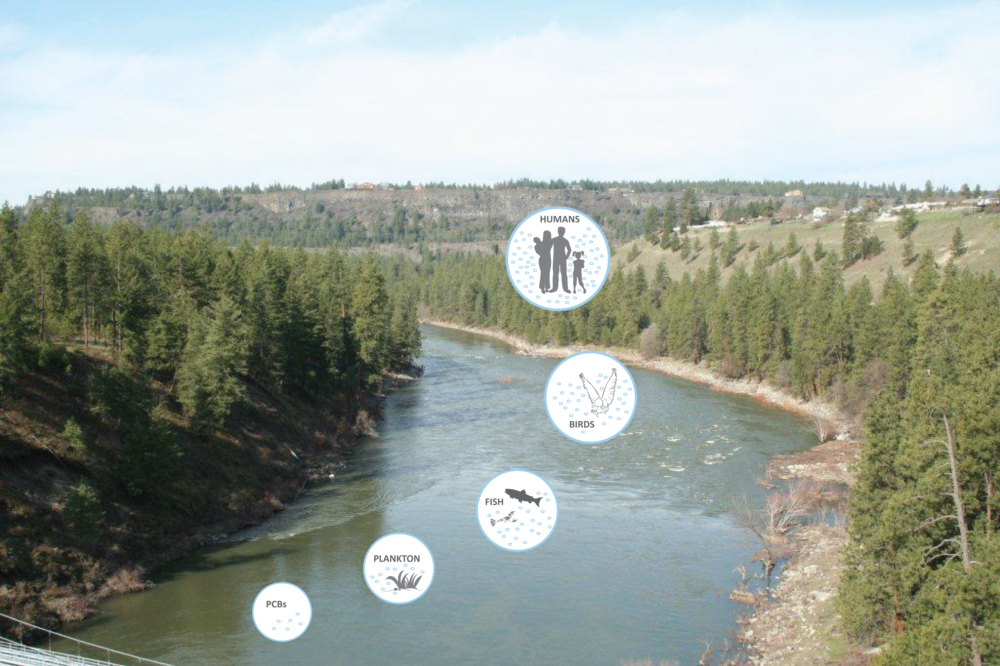 HUMANS
BIRDS
FISH
PLANKTON
PCBs